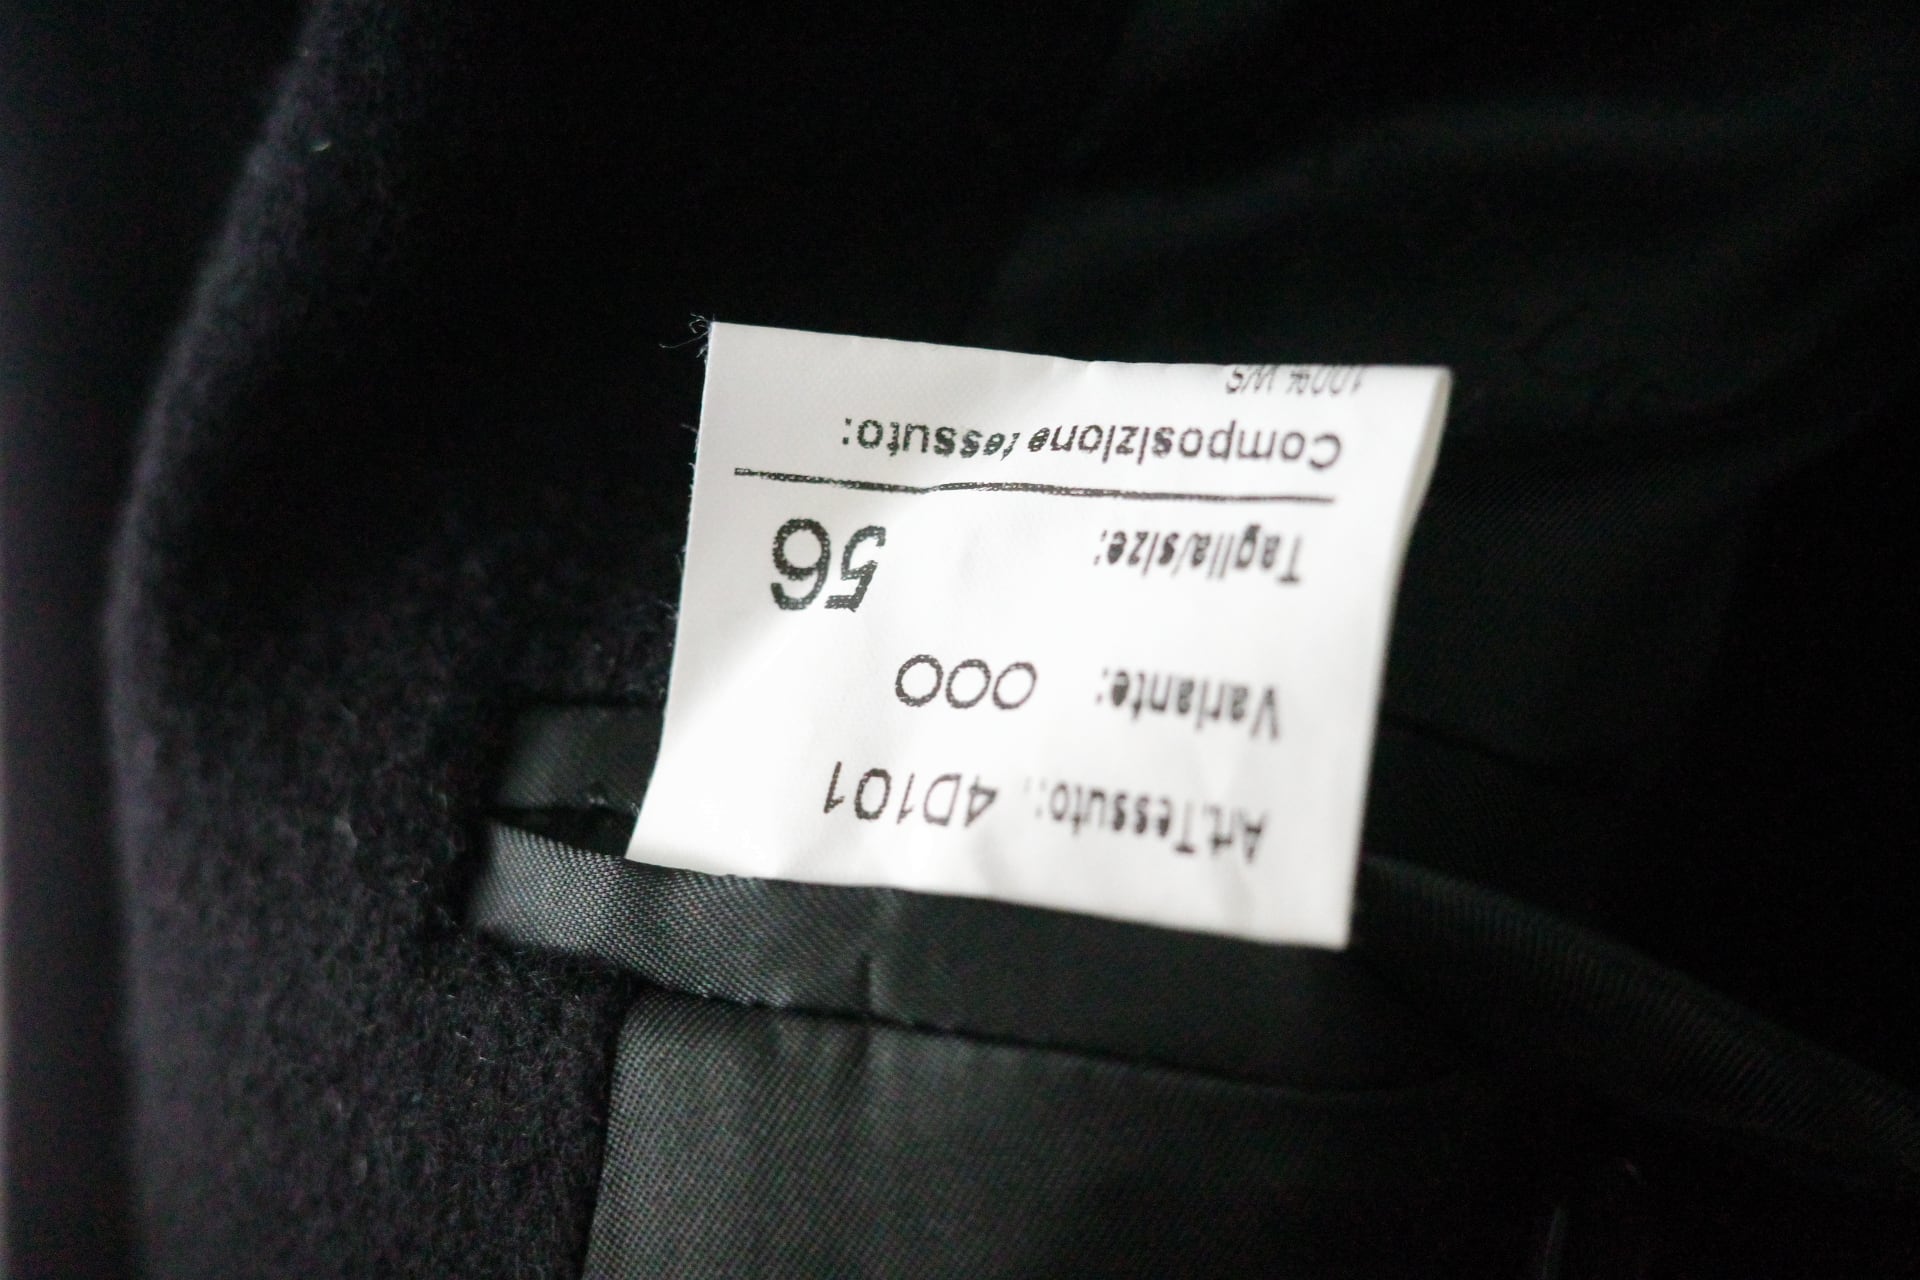 Art.Tessuto:. 4D101
Variante: 000
Taglia/size: 56
Composizione tessuto:
100% WS